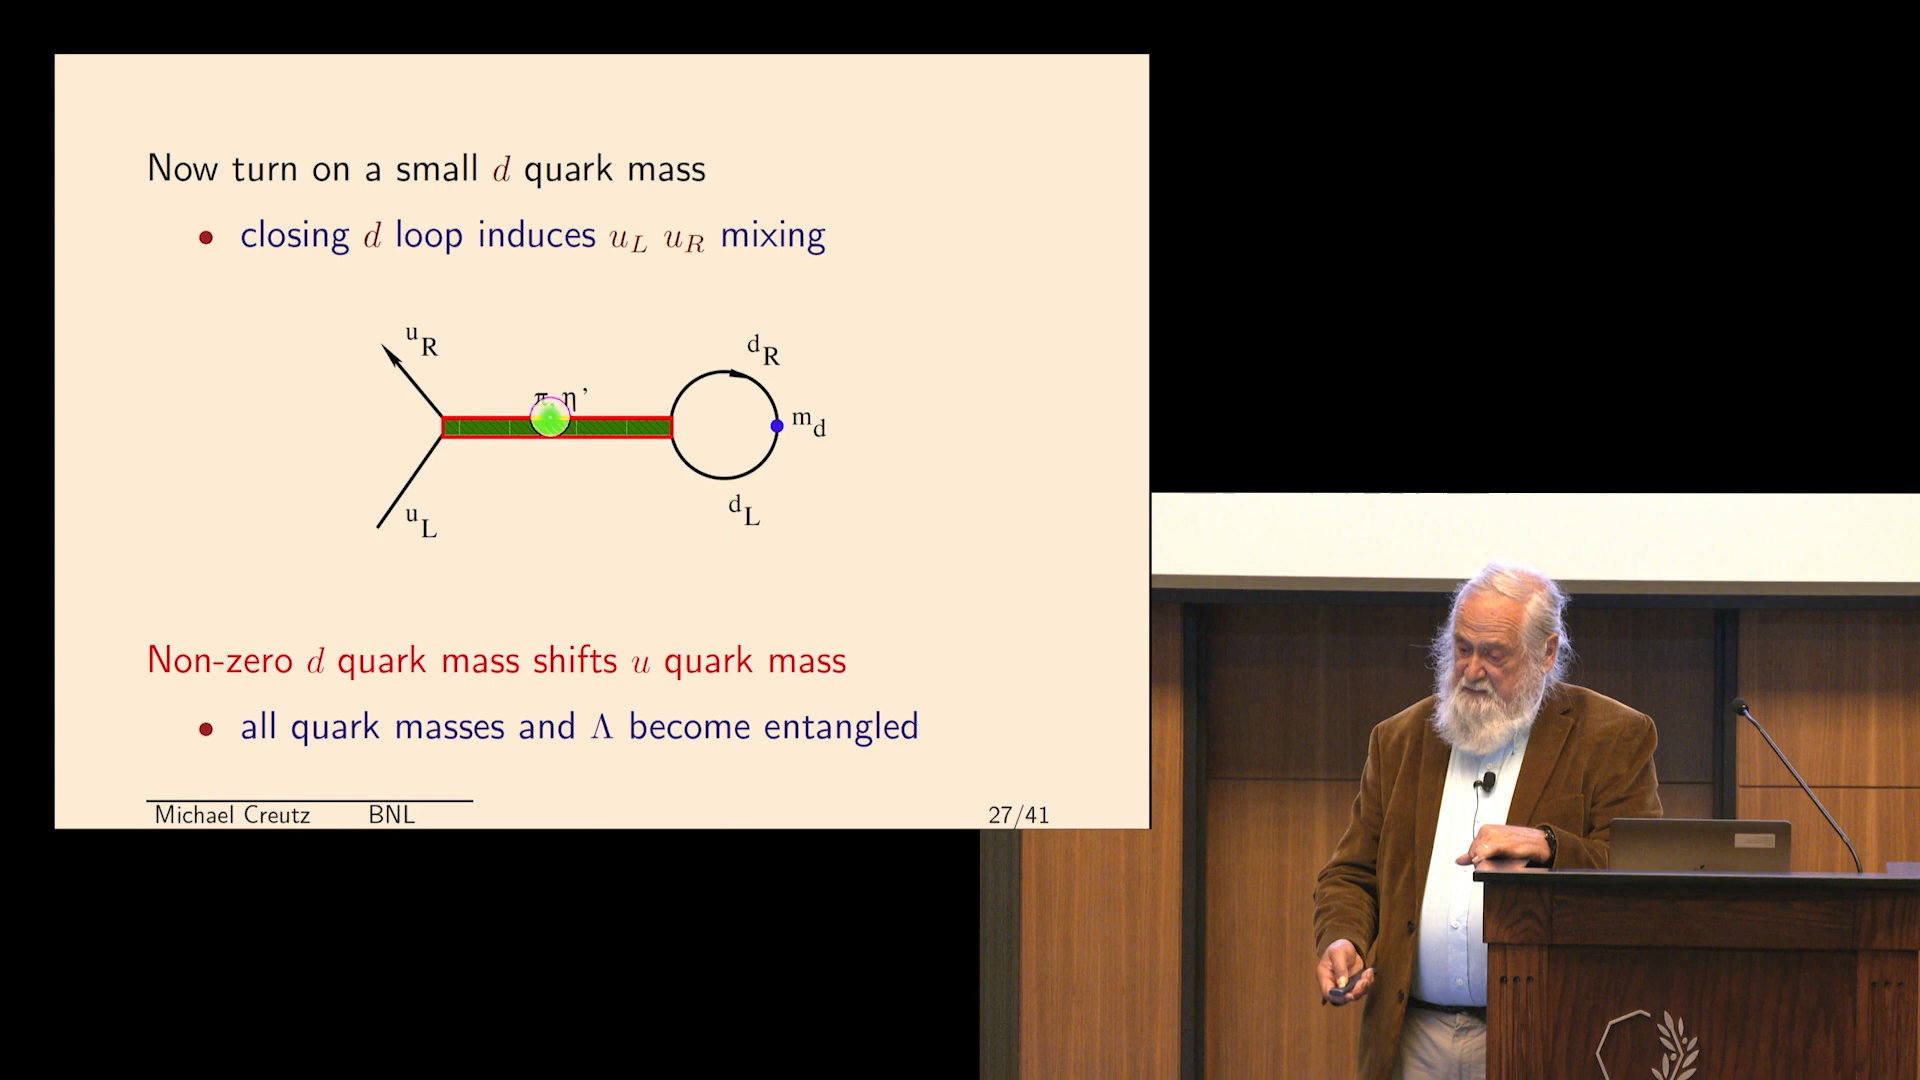 Now turn on a small d quark mass
• closing d loop induces u_L u_R mixing
u_R
d_R
π η'
m_d
u_L
d_L
Non-zero d quark mass shifts u quark mass
• all quark masses and Λ become entangled
Michael Creutz BNL 27/41